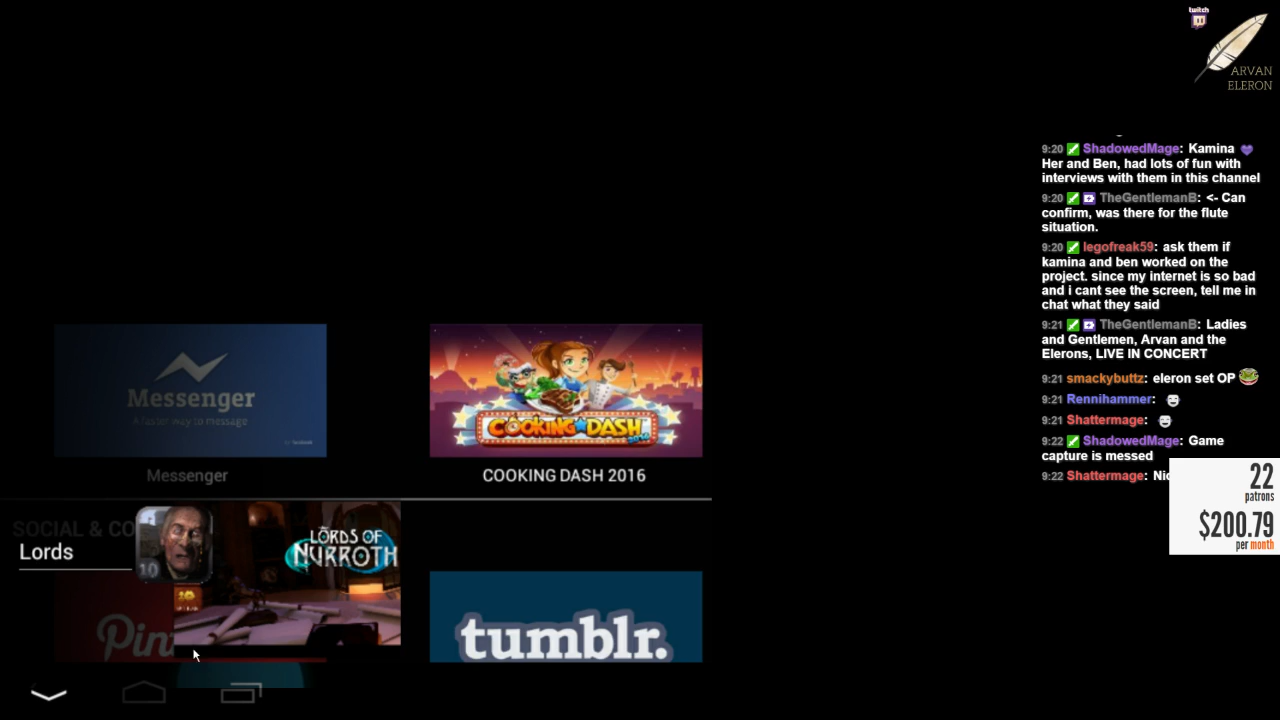 twitch
ARVAN
ELERON
9:20 ShadowedMage: Kamina
Her and Ben, had lots of fun with
interviews with them in this channel
9:20 TheGentlemanB: <- Can
confirm, was there for the flute
situation.
9:20 legofreak59: ask them if
kamina and ben worked on the
project. since my internet is so bad
and i cant see the screen, tell me in
chat what they said
9:21 TheGentlemanB: Ladies
and Gentlemen, Arvan and the
Elerons, LIVE IN CONCERT
9:21 smackybuttz: eleron set OP
9:21 Rennihammer:
9:21 Shattermage:
9:22 ShadowedMage: Game
capture is messed
9:22 Shattermage:
22
patrons
$200.79
per month
Messenger
A faster way to message
COOKING DASH
2016
Messenger
COOKING DASH 2016
SOCIAL & CO
Lords
10
LORDS OF
NURROTH
Pin
tumblr.